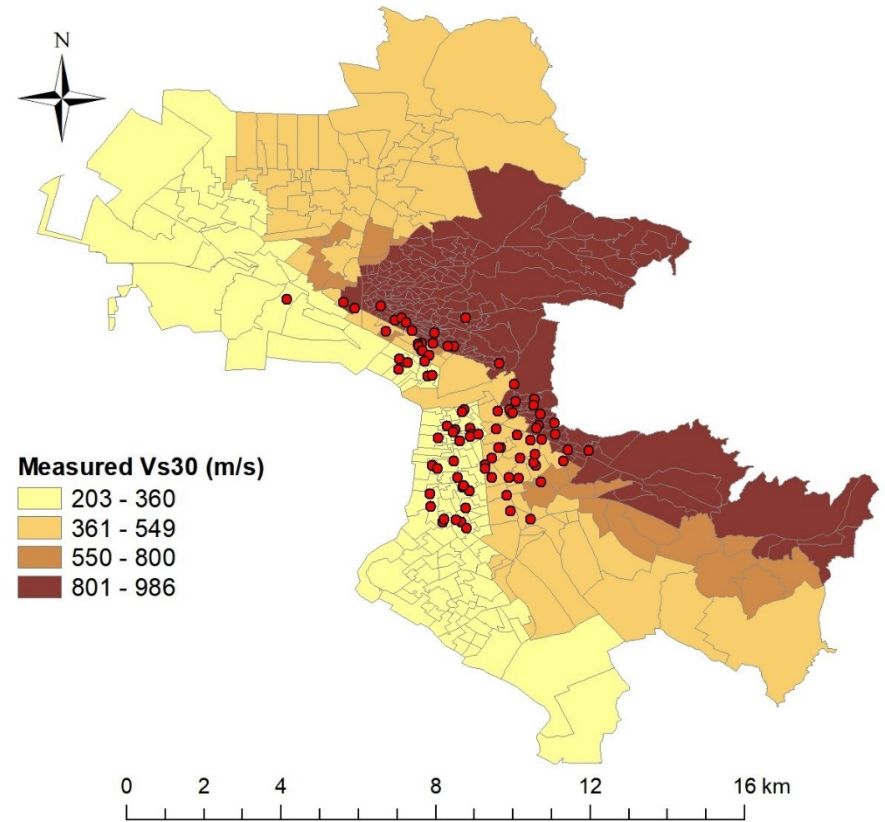 N
Measured Vs30 (m/s)
203 - 360
361 - 549
550 - 800
801 - 986
0 2 4 8 12 16 km